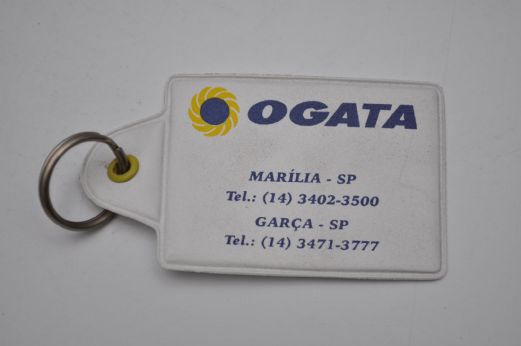 OGATA
MARÍLIA - SP
Tel.: (14) 3402-3500
GARÇA - SP
Tel.: (14) 3471-3777